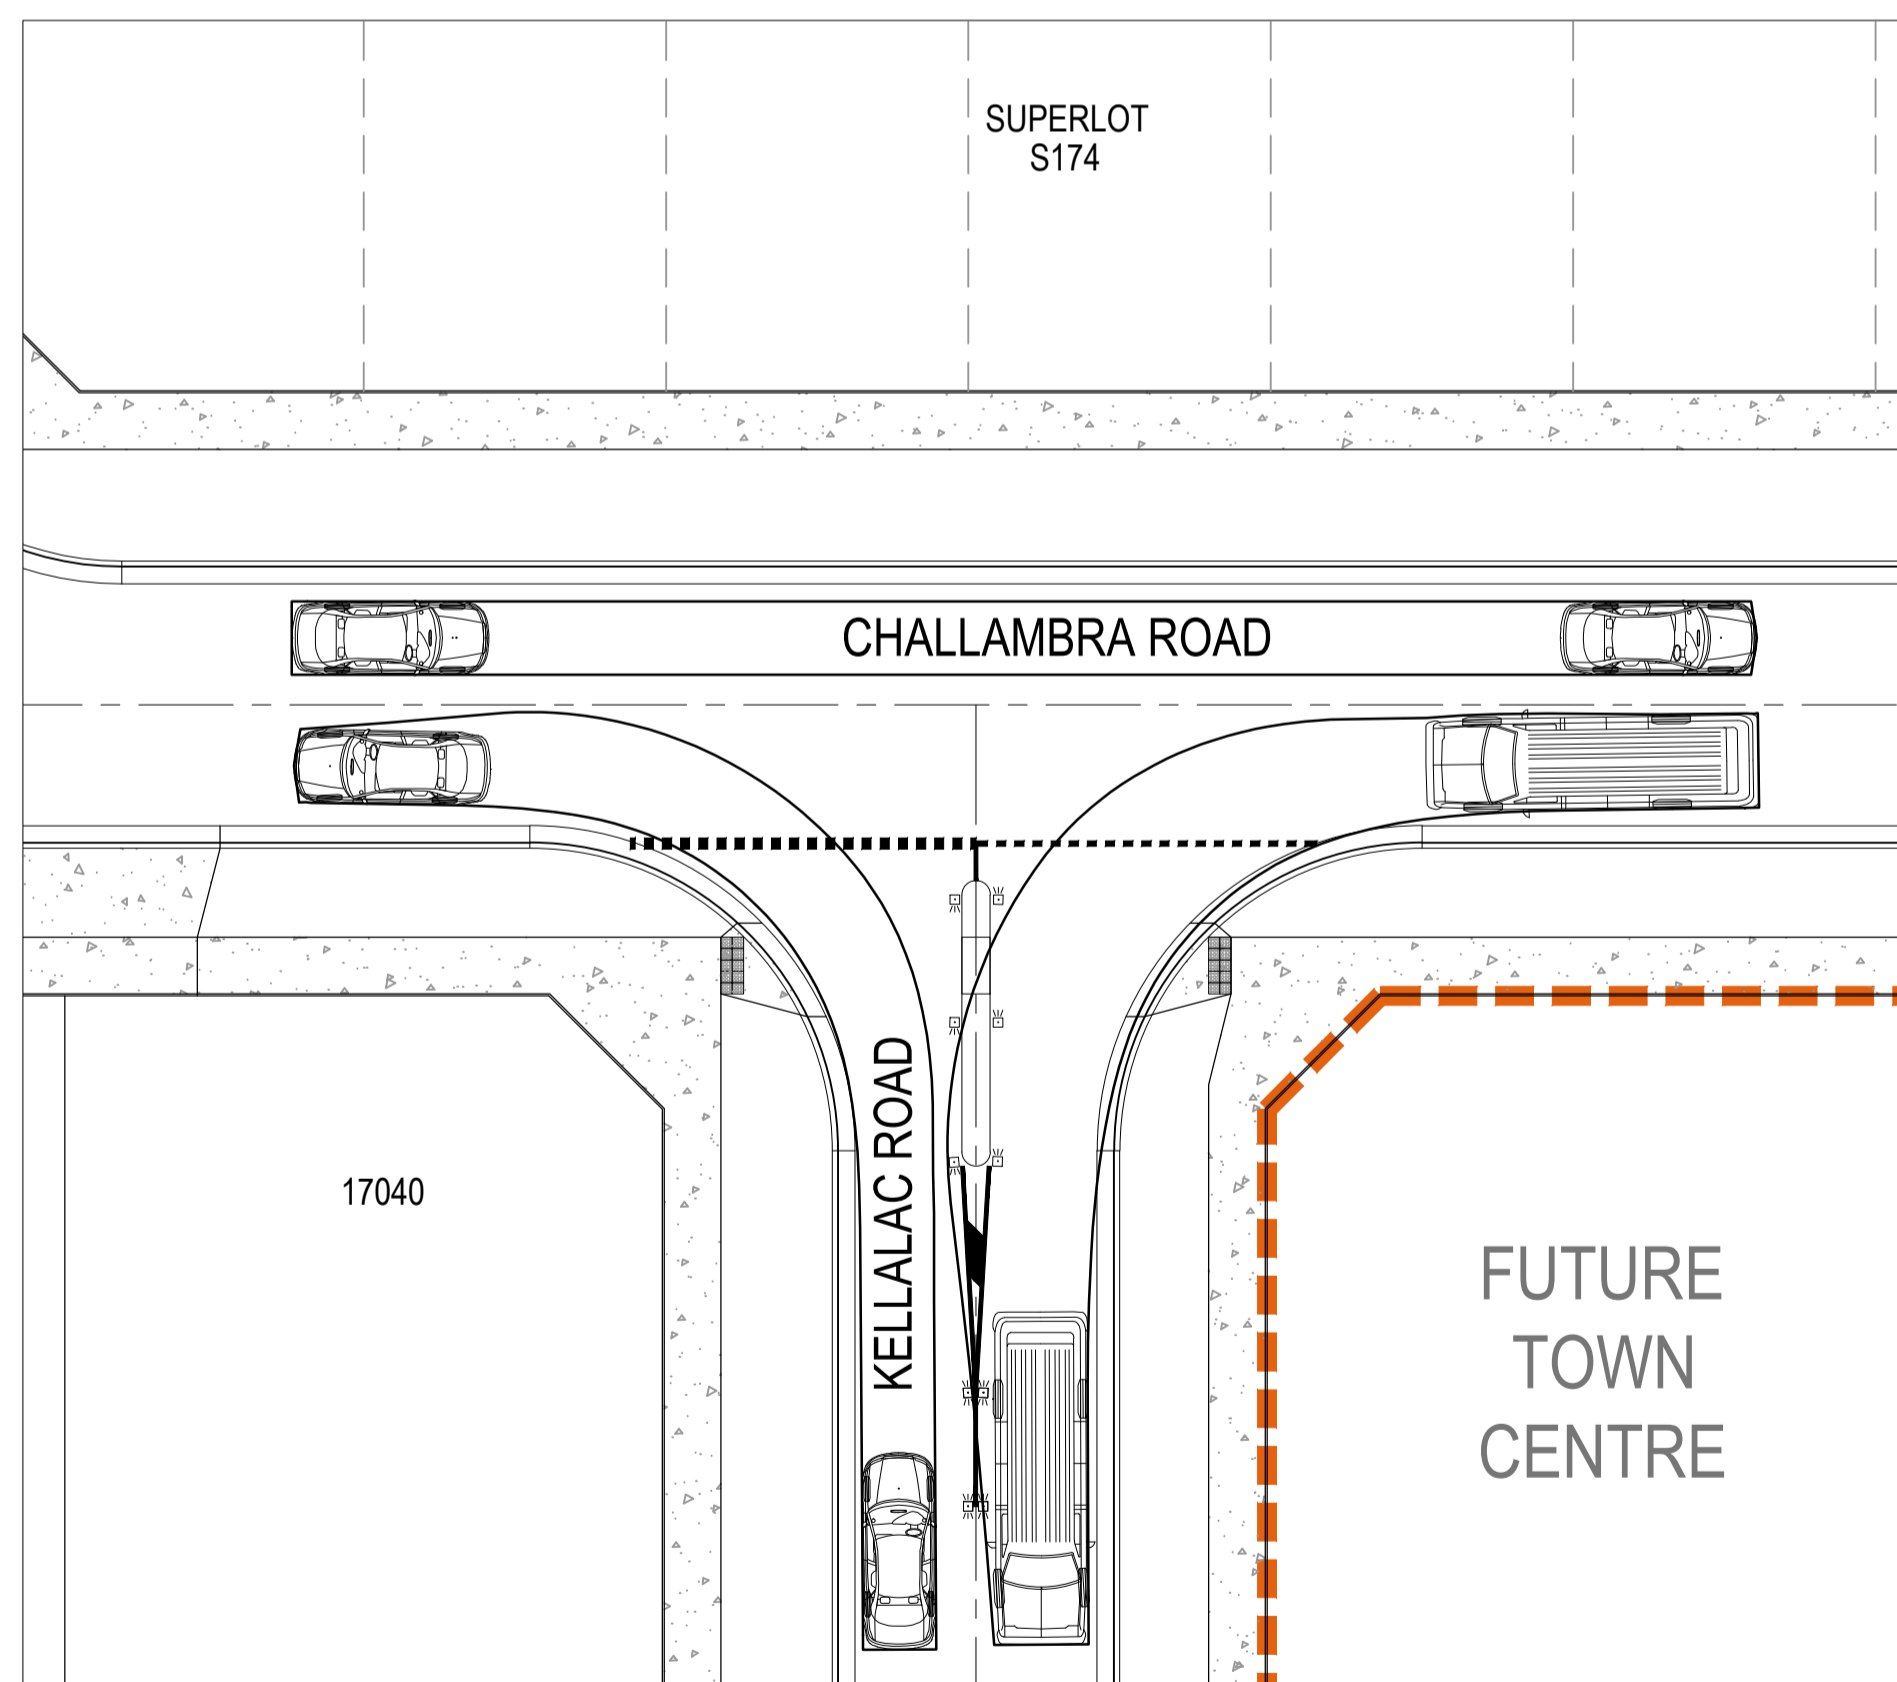 SUPERLOT
S174
CHALLAMBRA ROAD
KELLALAC ROAD
17040
FUTURE
TOWN
CENTRE